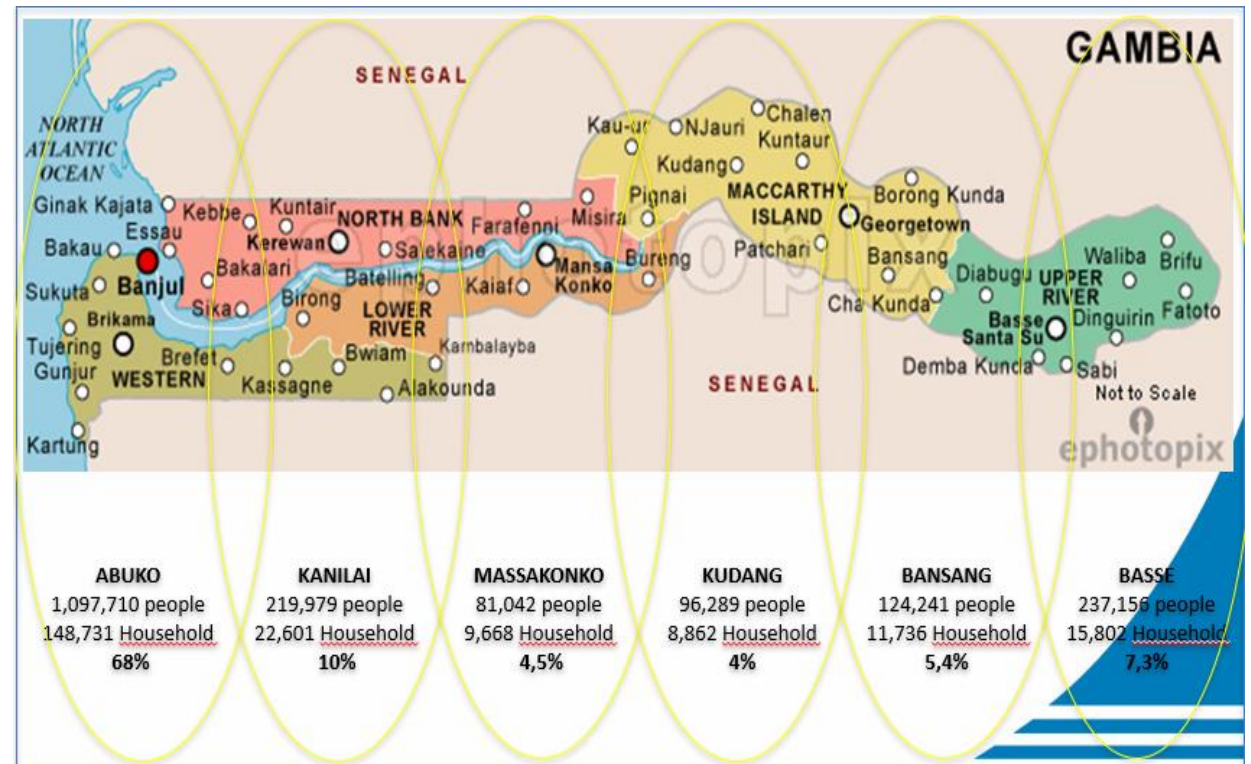 GAMBIA
SENEGAL
NORTH
ATLANTIC
OCEAN
Chalen
Kau-ur
NJauri
Kuntaur
Kudang
Ginak Kajata
Kebbe
Kuntair
NORTH BANK
Farafenni
Misira
Pignai
MACCARTHY
ISLAND
Borong Kunda
Georgetown
Essau
Bakau
Kerewan
Salekaine
Patchari
Banjul
Bakalari
Batelling
Kaiaf
Mansa
Konko
Bureng
Bansang
Diabugu
UPPER
RIVER
Waliba
Brifu
Sukuta
Sika
Birong
LOWER
RIVER
Cha Kunda
Basse
Santa Su
Dinguirin
Fatoto
Brikama
Tujering
Brefet
Bwiam
Kambalayba
Demba Kunda
Sabi
Gunjur
WESTERN
Kassagne
Alakounda
SENEGAL
Not to Scale
Kartung
ephotopix
ephotopix
ABUKO
1,097,710 people
148,731 Household
68%
KANILAI
219,979 people
22,601 Household
10%
MASSAKONKO
81,042 people
9,668 Household
4,5%
KUDANG
96,289 people
8,862 Household
4%
BANSANG
124,241 people
11,736 Household
5,4%
BASSE
237,156 people
15,802 Household
7,3%